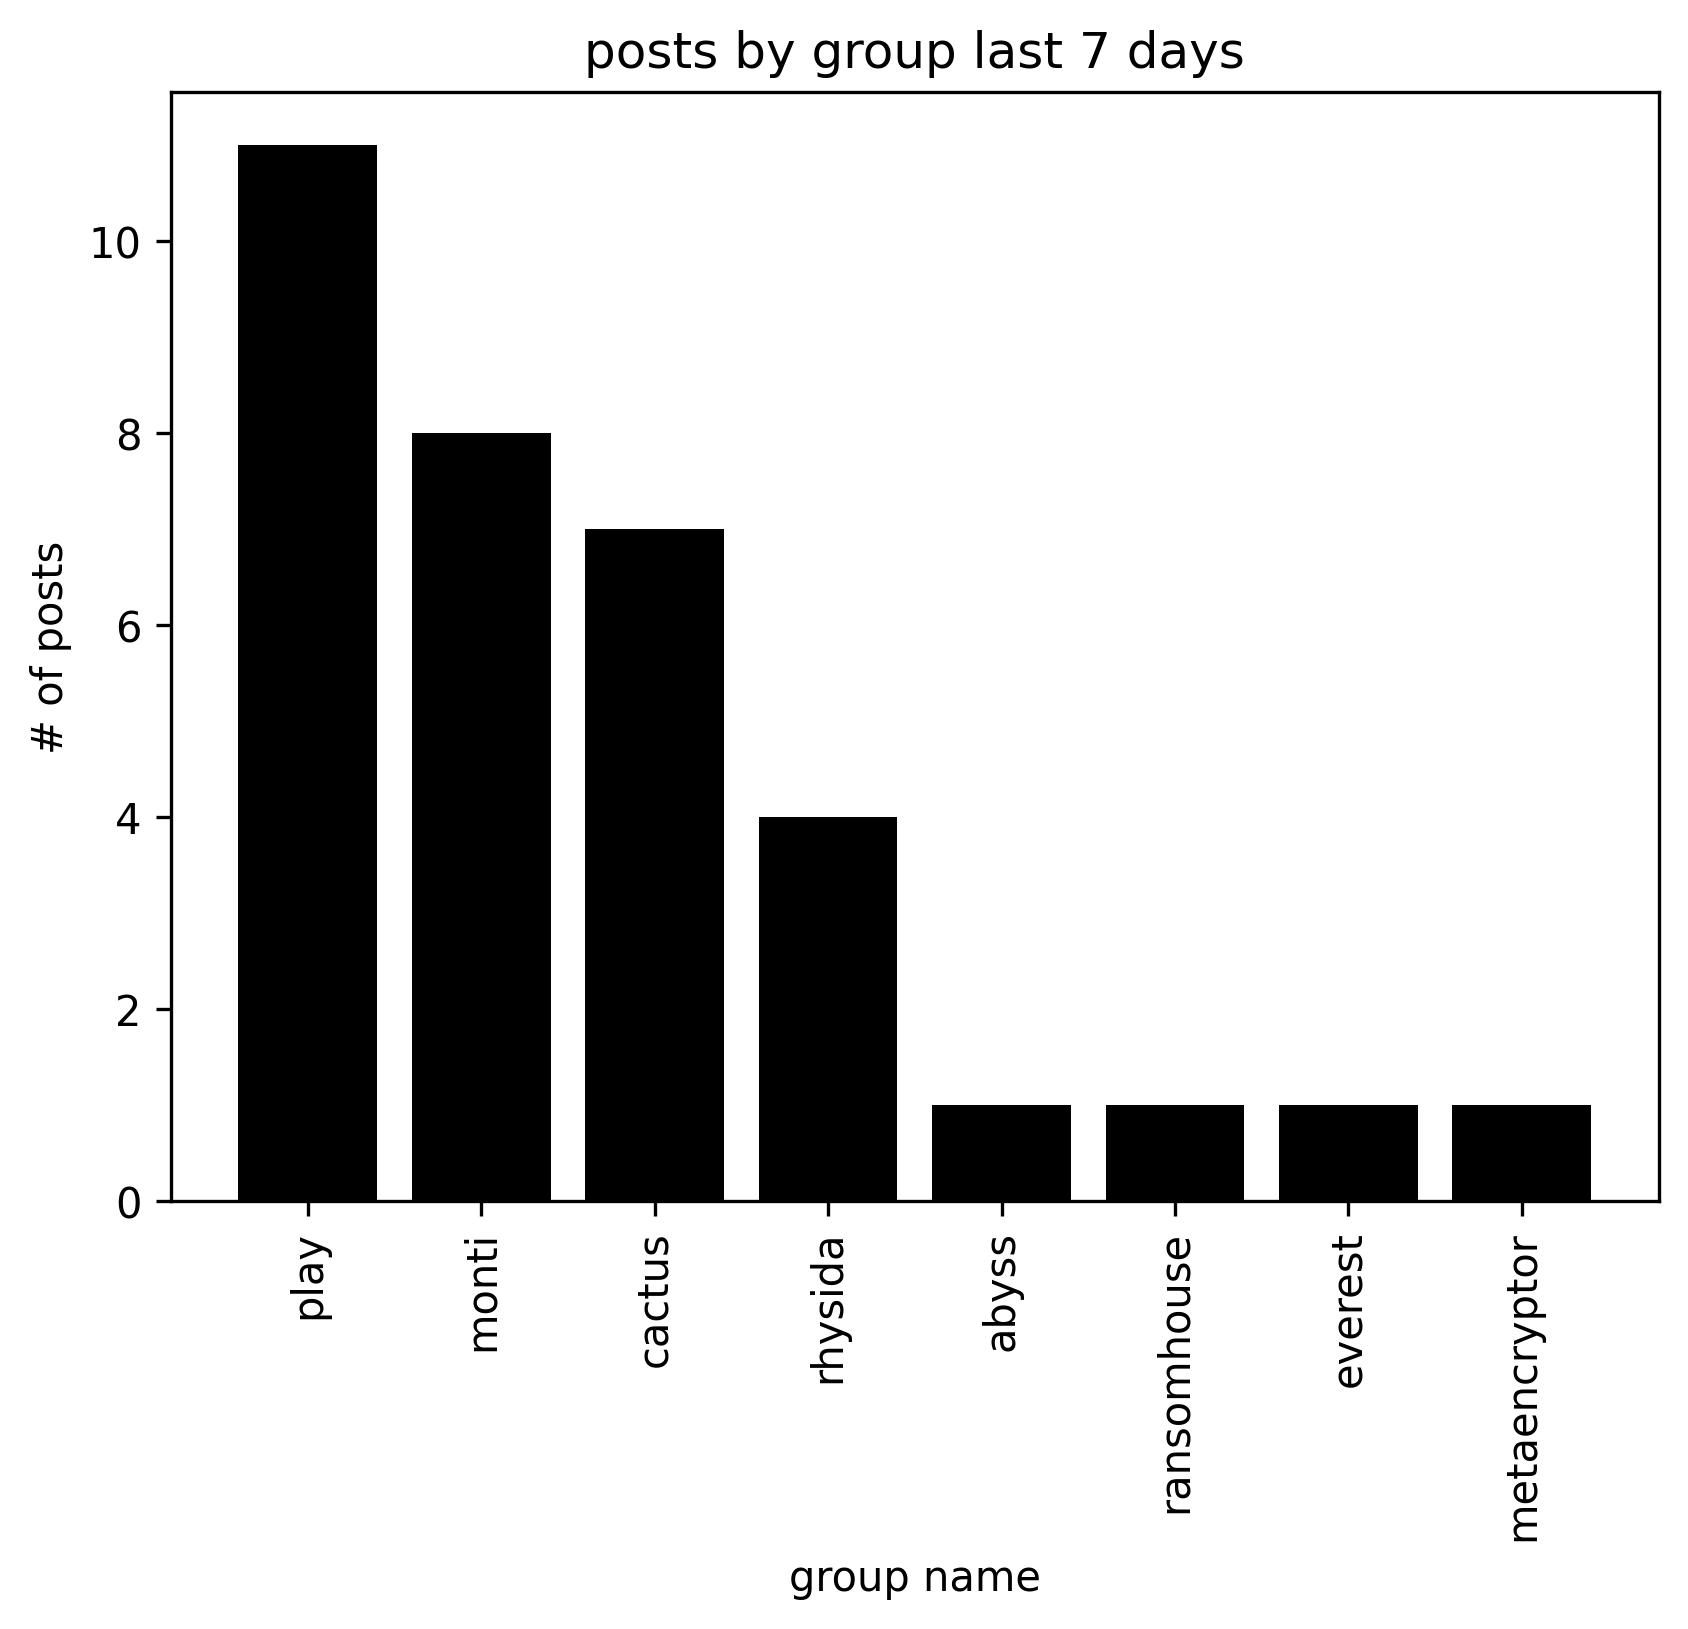 posts by group last 7 days
# of posts
10
8
6
4
2
0
play
monti
cactus
rhysida
abyss
ransomhouse
everest
metaencryptor
group name